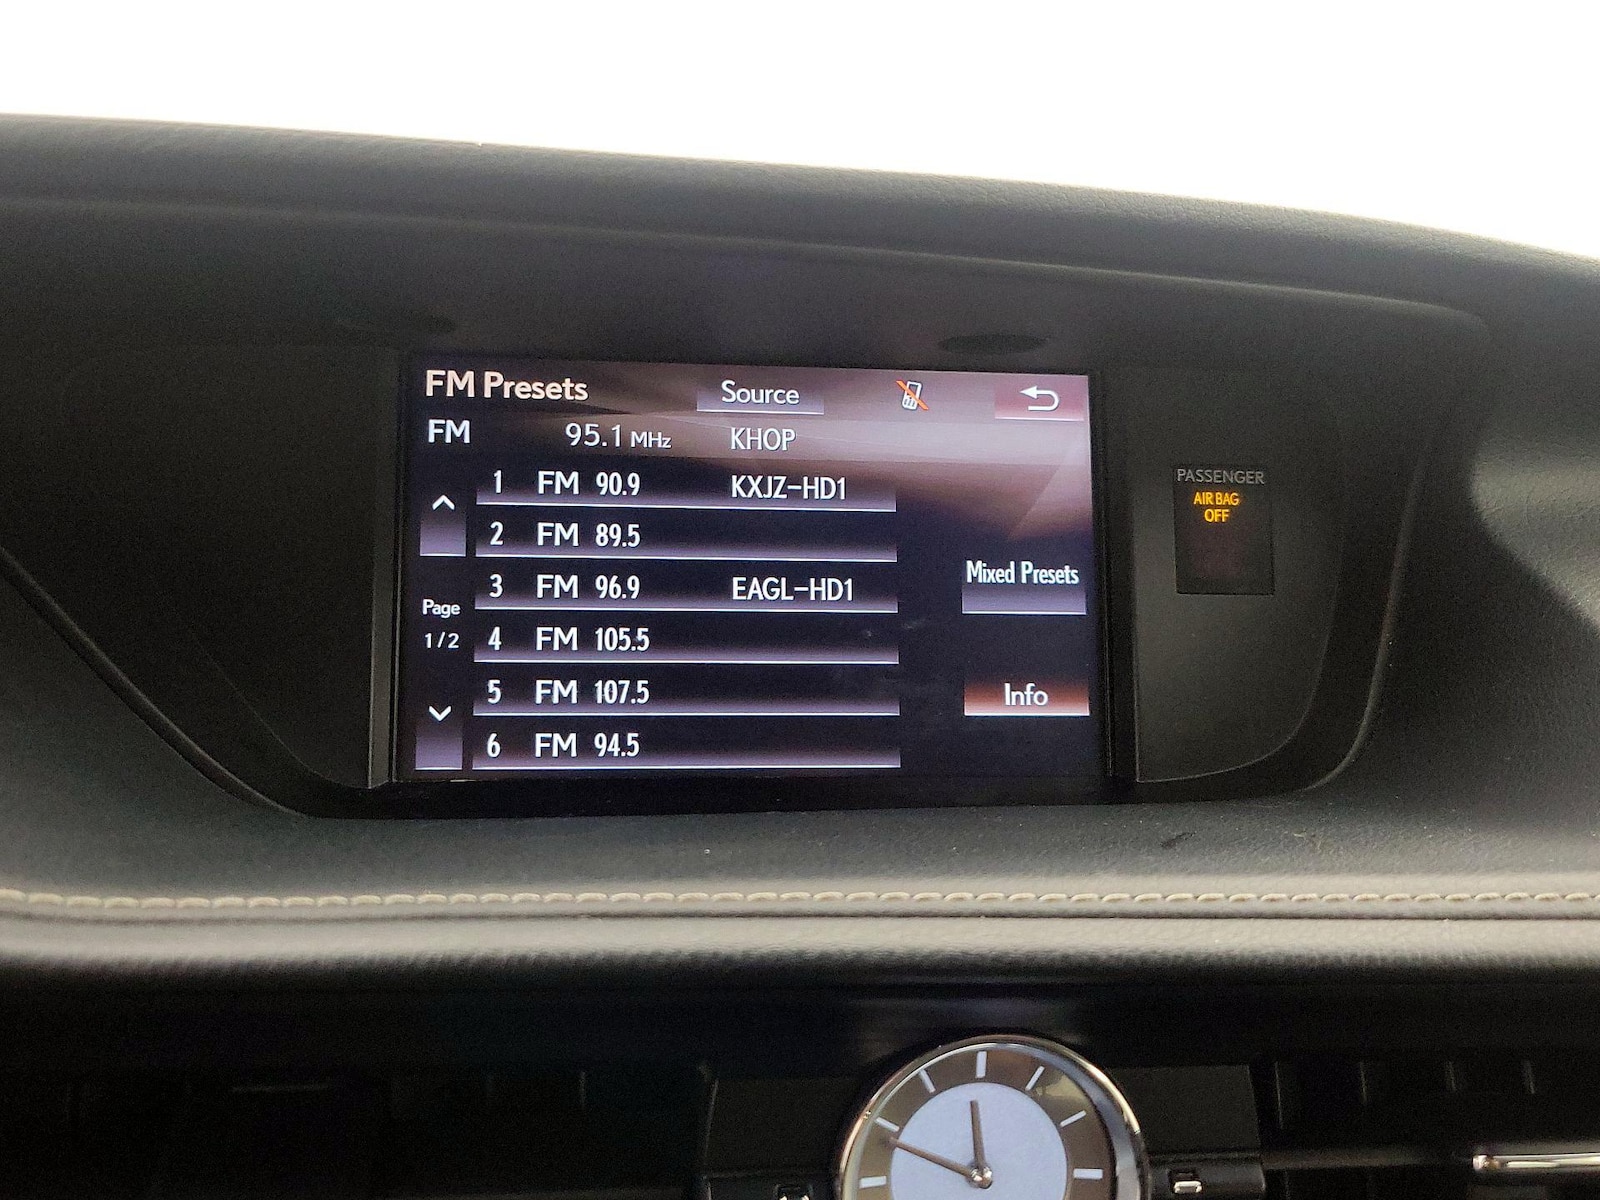 FM Presets Source
FM 95.1 MHz KHOP
1 FM 90.9 KXJZ-HD1
2 FM 89.5
3 FM 96.9 EAGL-HD1
4 FM 105.5
5 FM 107.5
6 FM 94.5
Page
1/2
Mixed Presets
Info
PASSENGER
AIR BAG
OFF